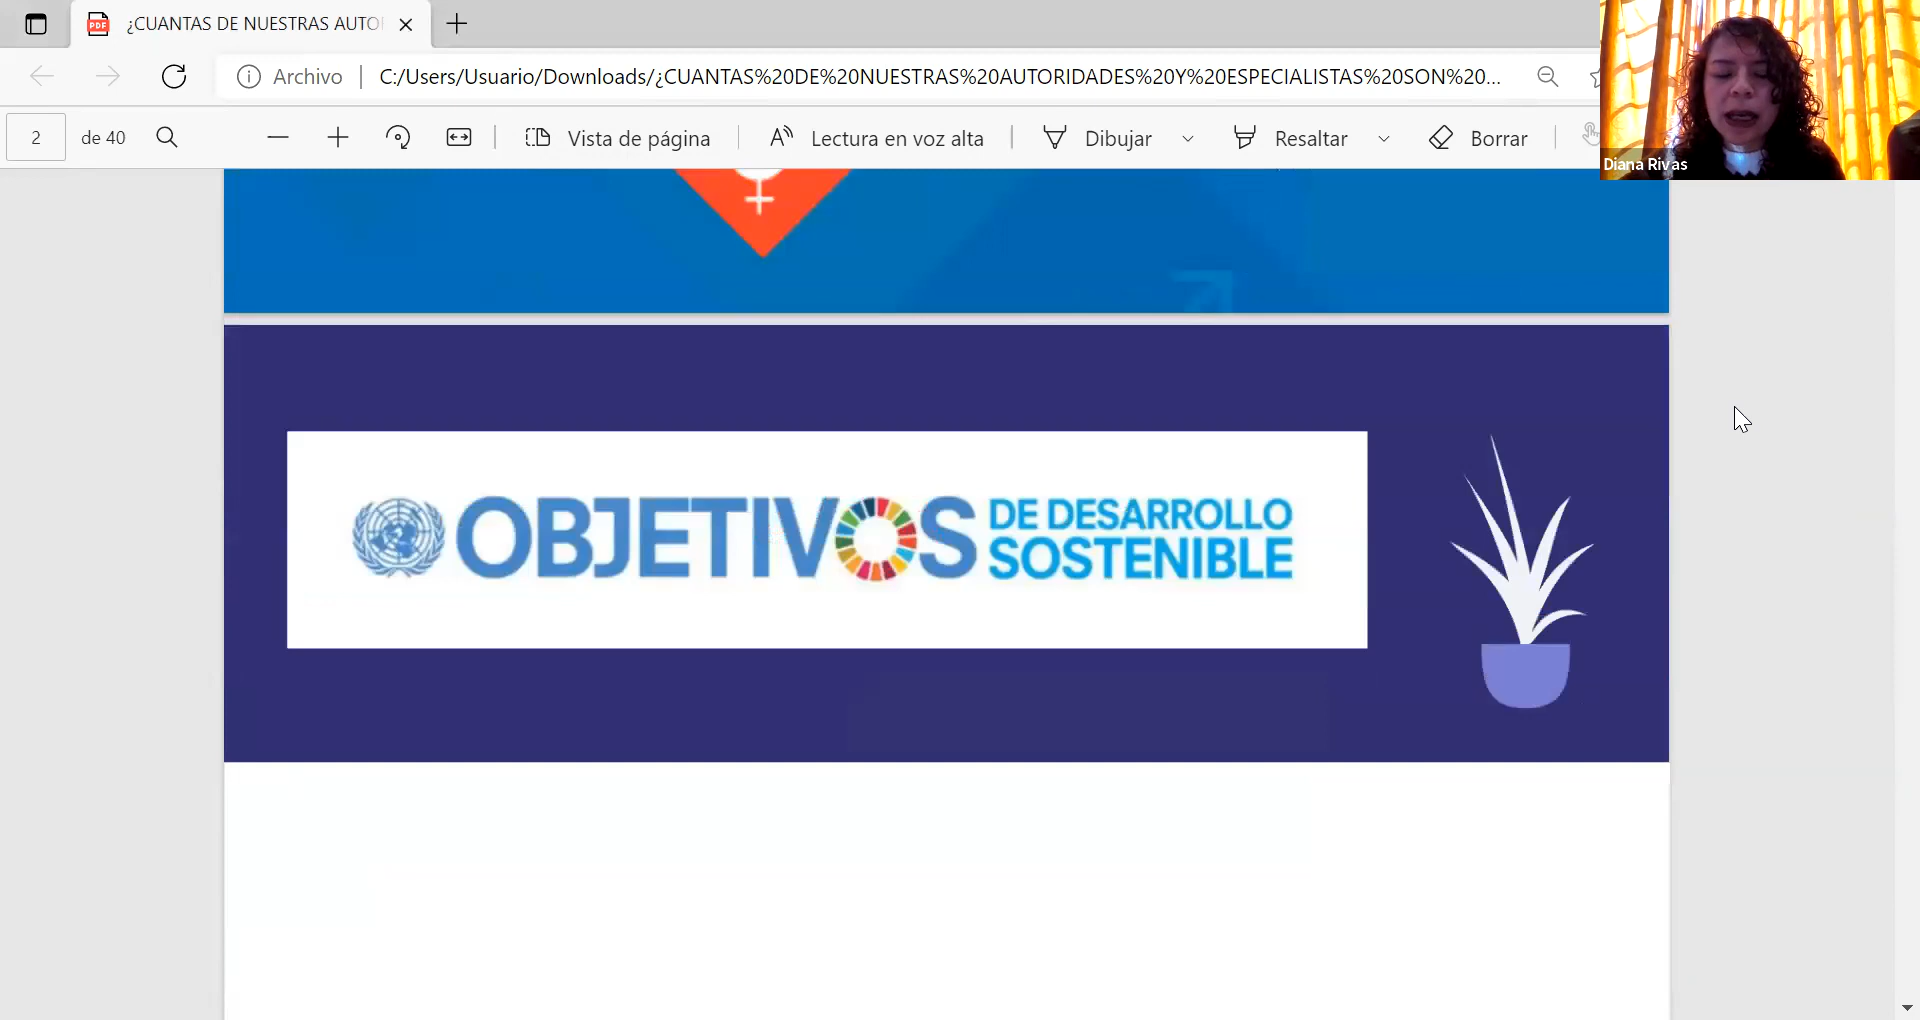 ¿CUANTAS DE NUESTRAS AUTO
Archivo
C:/Users/Usuario/Downloads/¿CUANTAS%20DE%20NUESTRAS%20AUTORIDADES%20Y%20ESPECIALISTAS%20SON%20...
2
de 40
Vista de página
Lectura en voz alta
Dibujar
Resaltar
Borrar
Diana Rivas
PDF
OBJETIVOS
DE DESARROLLO
SOSTENIBLE